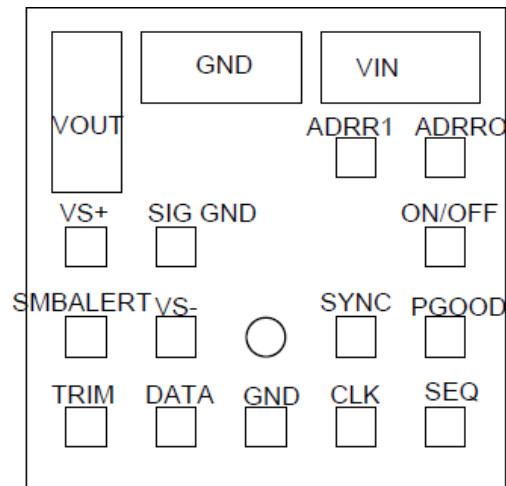 GND
VIN
VOUT
ADRR1
ADRRO
VS+
SIG GND
ON/OFF
SMBALERT
VS-
SYNC
PGOOD
TRIM
DATA
GND
CLK
SEQ